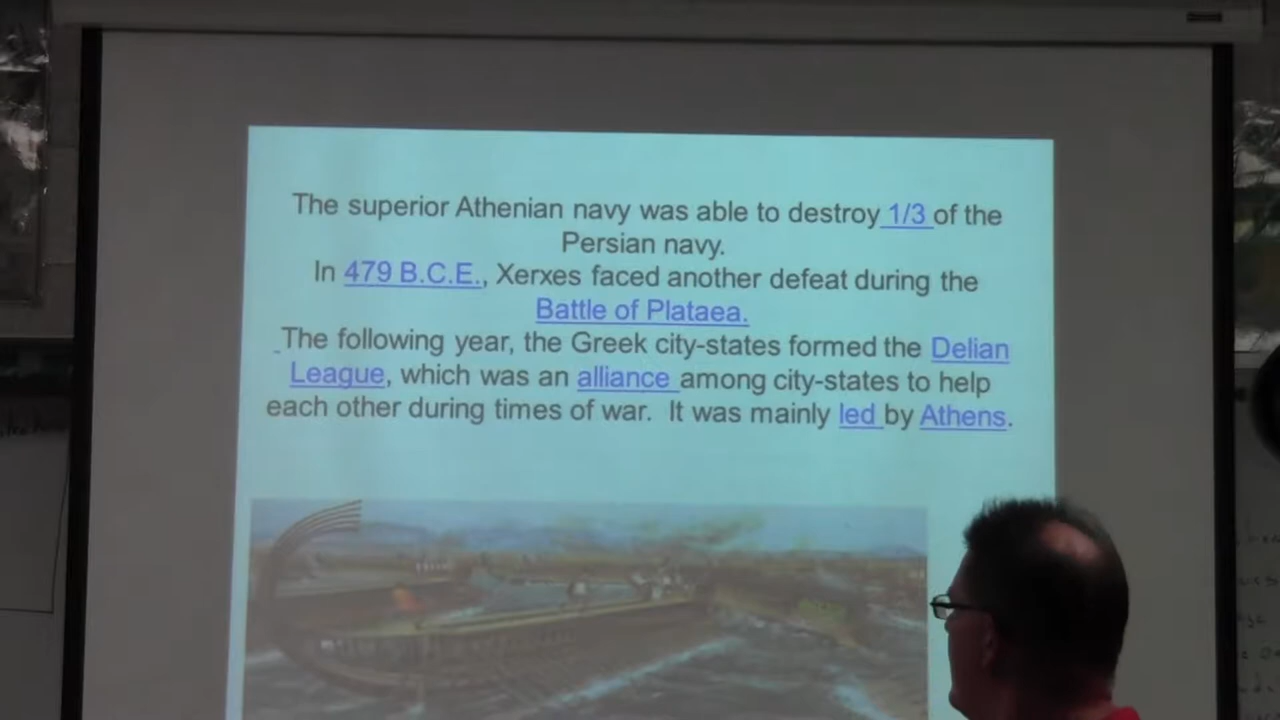 The superior Athenian navy was able to destroy 1/3 of the
Persian navy.
In 479 B.C.E., Xerxes faced another defeat during the
Battle of Plataea.
The following year, the Greek city-states formed the Delian
League, which was an alliance among city-states to help
each other during times of war. It was mainly led by Athens.